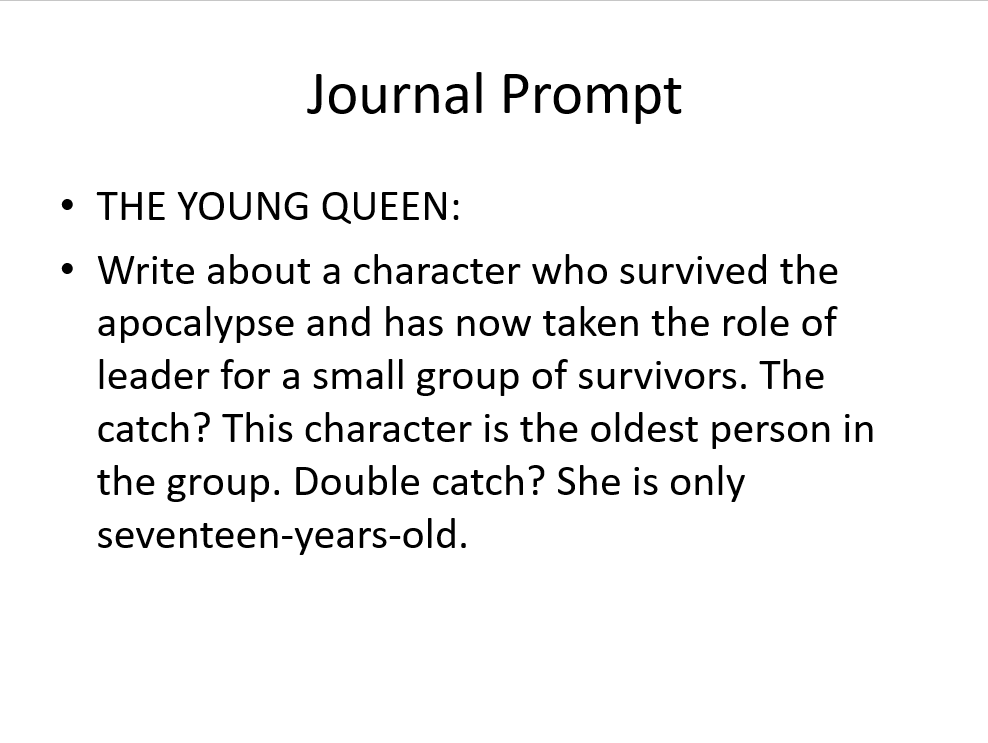 Journal Prompt
• THE YOUNG QUEEN:
• Write about a character who survived the
apocalypse and has now taken the role of
leader for a small group of survivors. The
catch? This character is the oldest person in
the group. Double catch? She is only
seventeen-years-old.